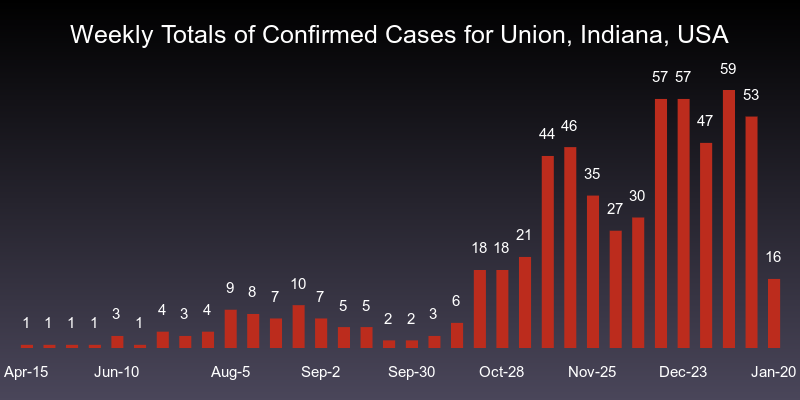 Weekly Totals of Confirmed Cases for Union, Indiana, USA
1 1 1 1 3 1 4 3 4 9 8 7 10 7 5 5 2 2 3 6 18 18 21 44 46 35 27 30 57 57 47 59 53 16
Apr-15 Jun-10 Aug-5 Sep-2 Sep-30 Oct-28 Nov-25 Dec-23 Jan-20